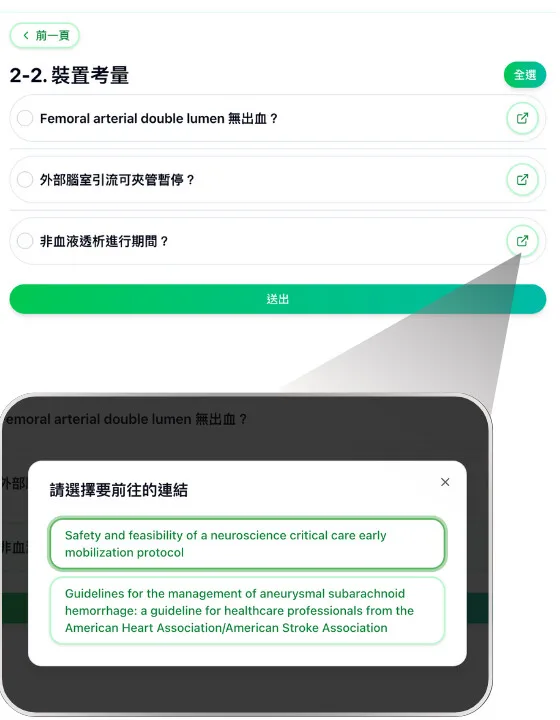 前一頁
2-2. 裝置考量
全選
Femoral arterial double lumen 無出血？
外部腦室引流可夾管暫停？
非血液透析進行期間？
送出
emoral arterial double lumen 無出血？
外部
非血
請選擇要前往的連結
Safety and feasibility of a neuroscience critical care early
mobilization protocol
Guidelines for the management of aneurysmal subarachnoid
hemorrhage: a guideline for healthcare professionals from the
American Heart Association/American Stroke Association